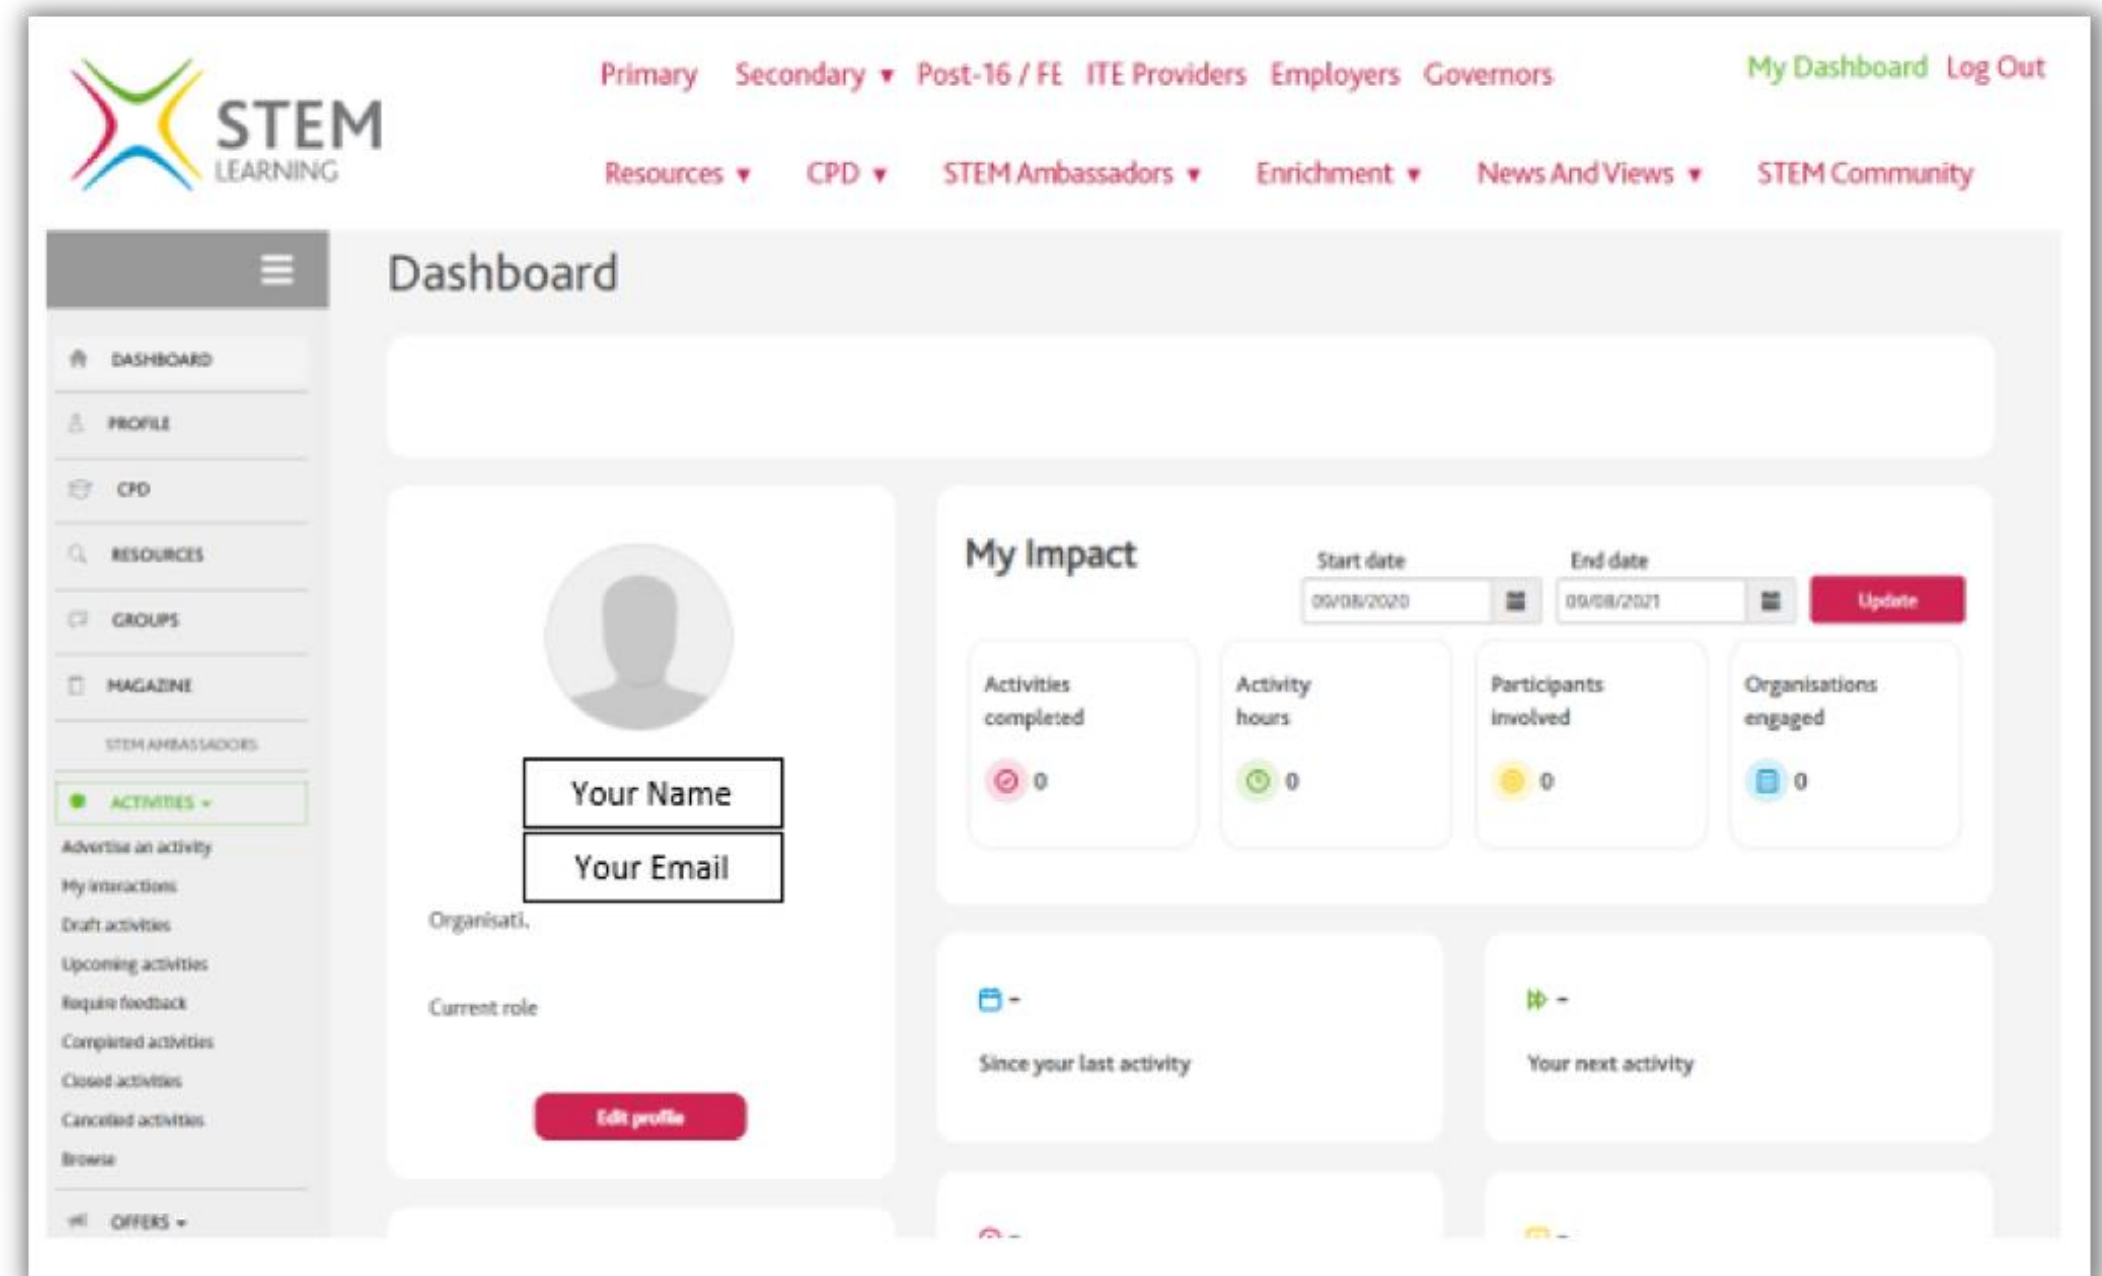 STEM
LEARNING
Primary Secondary ▾ Post-16 / FE ITE Providers Employers Governors
My Dashboard Log Out
Resources ▾ CPD ▾ STEM Ambassadors ▾ Enrichment ▾ News And Views ▾ STEM Community
Dashboard
DASHBOARD
PROFILE
CPD
RESOURCES
GROUPS
MAGAZINE
STEM AMBASSADORS
ACTIVITIES
Advertise an activity
My interactions
Draft activities
Upcoming activities
Require feedback
Completed activities
Closed activities
Cancelled activities
Browse
OFFERS
Your Name
Your Email
Organisati.
Current role
Edit profile
My Impact
Start date
End date
09/08/2020
09/08/2021
Update
Activities
completed
0
Activity
hours
0
Participants
involved
0
Organisations
engaged
0
-
Since your last activity
-
Your next activity